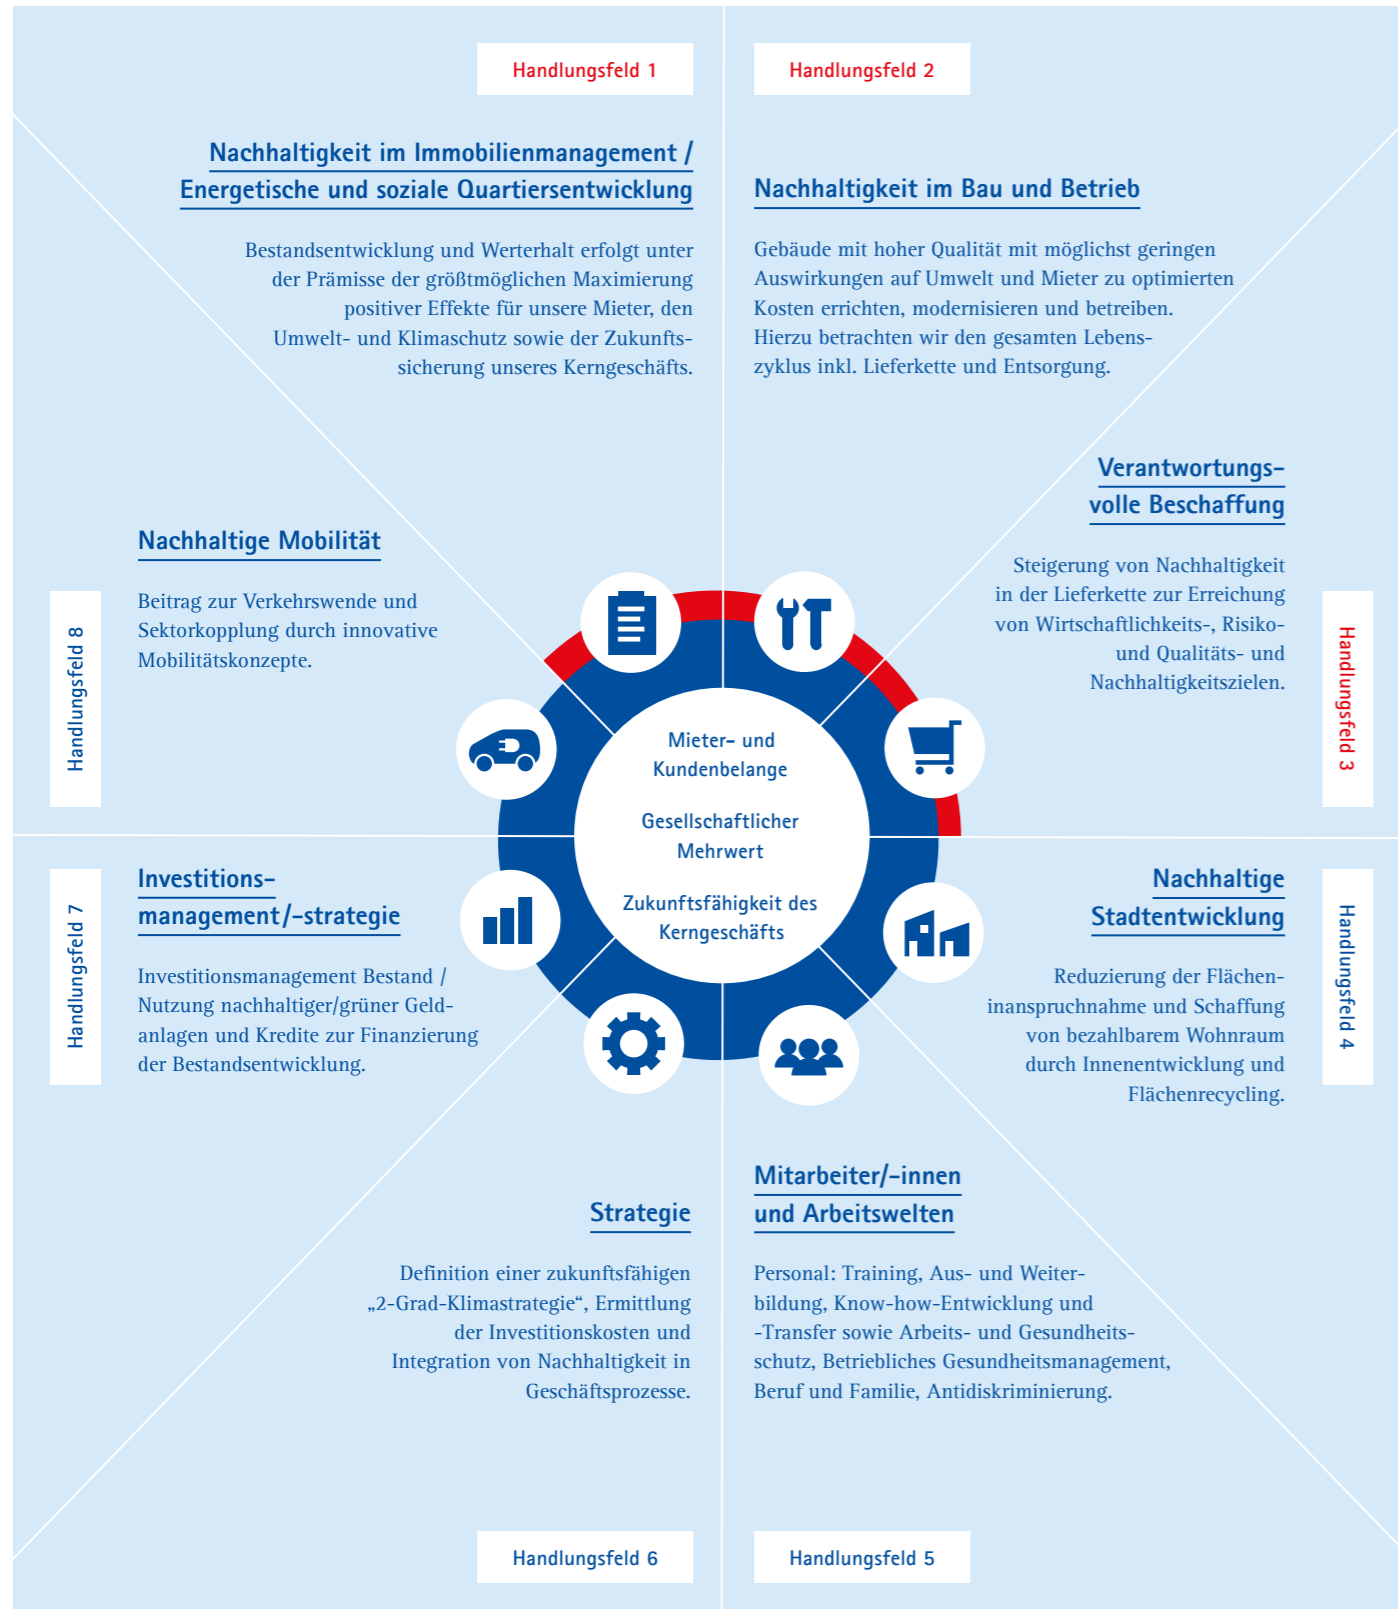 Handlungsfeld 1
Nachhaltigkeit im Immobilienmanagement /
Energetische und soziale Quartiersentwicklung
Bestandsentwicklung und Werterhalt erfolgt unter
der Prämisse der größtmöglichen Maximierung
positiver Effekte für unsere Mieter, den
Umwelt- und Klimaschutz sowie der Zukunfts-
sicherung unseres Kerngeschäfts.
Handlungsfeld 2
Nachhaltigkeit im Bau und Betrieb
Gebäude mit hoher Qualität mit möglichst geringen
Auswirkungen auf Umwelt und Mieter zu optimierten
Kosten errichten, modernisieren und betreiben.
Hierzu betrachten wir den gesamten Lebens-
zyklus inkl. Lieferkette und Entsorgung.
Verantwortungs-
volle Beschaffung
Steigerung von Nachhaltigkeit
in der Lieferkette zur Erreichung
von Wirtschaftlichkeits-, Risiko-
und Qualitäts- und
Nachhaltigkeitszielen.
Handlungsfeld 3
Nachhaltige
Stadtentwicklung
Reduzierung der Flächen-
inanspruchnahme und Schaffung
von bezahlbarem Wohnraum
durch Innenentwicklung und
Flächenrecycling.
Handlungsfeld 4
Mitarbeiter/-innen
und Arbeitswelten
Personal: Training, Aus- und Weiter-
bildung, Know-how-Entwicklung und
-Transfer sowie Arbeits- und Gesundheits-
schutz, Betriebliches Gesundheitsmanagement,
Beruf und Familie, Antidiskriminierung.
Handlungsfeld 5
Strategie
Definition einer zukunftsfähigen
„2-Grad-Klimastrategie“, Ermittlung
der Investitionskosten und
Integration von Nachhaltigkeit in
Geschäftsprozesse.
Handlungsfeld 6
Investitions-
management/-strategie
Investitionsmanagement Bestand /
Nutzung nachhaltiger/grüner Geld-
anlagen und Kredite zur Finanzierung
der Bestandsentwicklung.
Handlungsfeld 7
Nachhaltige Mobilität
Beitrag zur Verkehrswende und
Sektorkopplung durch innovative
Mobilitätskonzepte.
Handlungsfeld 8
Mieter- und
Kundenbelange
Gesellschaftlicher
Mehrwert
Zukunftsfähigkeit des
Kerngeschäfts